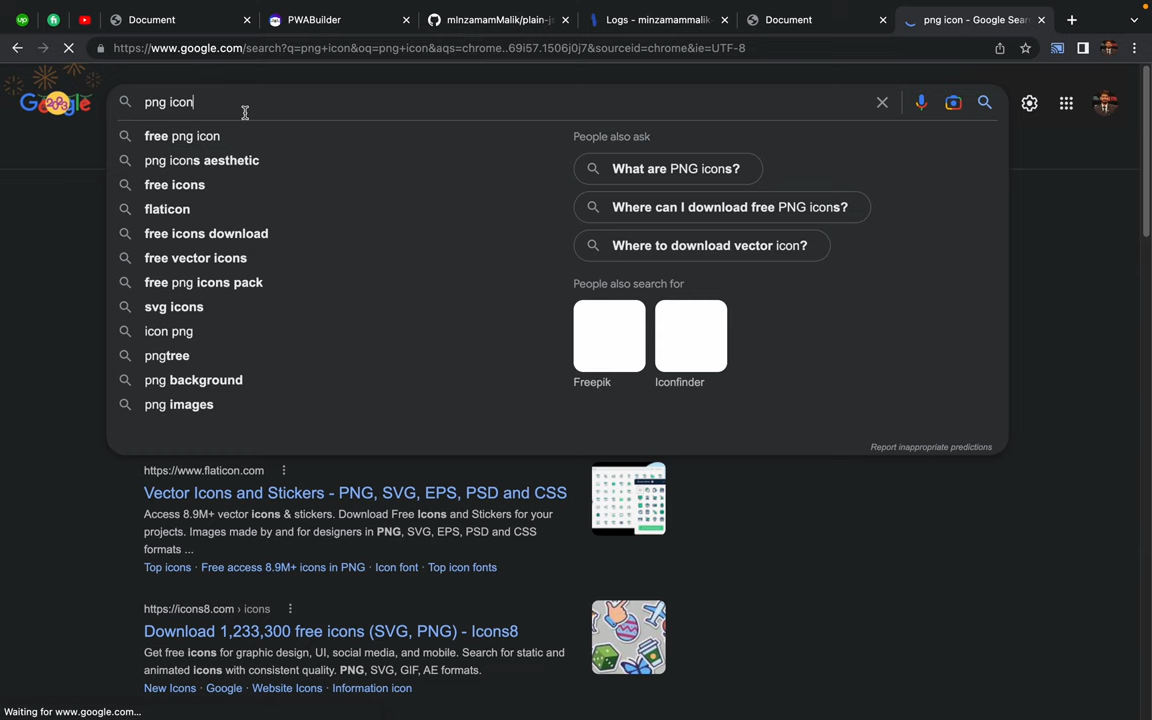 Document
PWABuilder
mInzamamMalik/plain-js
Logs - minzamammalik-
Document
png icon - Google Sear
https://www.google.com/search?q=png+icon&oq=png+icon&aqs=chrome..69i57.1506j0j7&sourceid=chrome&ie=UTF-8
png icon
free png icon
png icons aesthetic
free icons
flaticon
free icons download
free vector icons
free png icons pack
svg icons
icon png
pngtree
png background
png images
People also ask
What are PNG icons?
Where can I download free PNG icons?
Where to download vector icon?
People also search for
Freepik
Iconfinder
Report inappropriate predictions
https://www.flaticon.com
Vector Icons and Stickers - PNG, SVG, EPS, PSD and CSS
Access 8.9M+ vector icons & stickers. Download Free Icons and Stickers for your
projects. Images made by and for designers in PNG, SVG, EPS, PSD and CSS
formats ...
Top icons · Free access 8.9M+ icons in PNG · Icon font · Top icon fonts
https://icons8.com › icons
Download 1,233,300 free icons (SVG, PNG) - Icons8
Get free icons for graphic design, UI, social media, and mobile. Search for static and
animated icons with consistent quality. PNG, SVG, GIF, AE formats.
New Icons · Google · Website Icons · Information icon
Waiting for www.google.com...